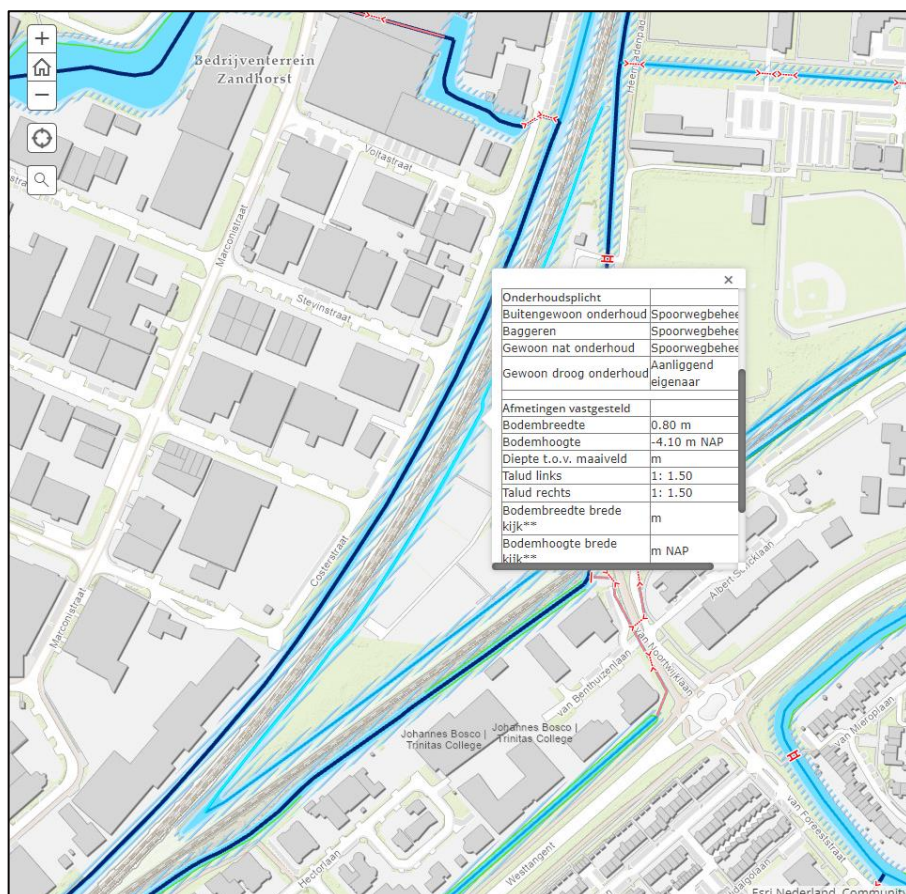 +
−
Bedrijventerrein
Zandhorst
Voltastraat
Marconistraat
Stevinstraat
×
Onderhoudsplicht
Buitengewoon onderhoud Spoorwegbehee
Baggeren Spoorwegbehee
Gewoon nat onderhoud Spoorwegbehee
Gewoon droog onderhoud Aanliggend
eigenaar
Afmetingen vastgesteld
Bodembreedte 0.80 m
Bodemhoogte -4.10 m NAP
Diepte t.o.v. maaiveld m
Talud links 1: 1.50
Talud rechts 1: 1.50
Bodembreedte brede
kijk** m
Bodemhoogte brede
kijk** m NAP
Costerstraat
Marconistraat
Albert Schicklaan
van Noortwijklaan
van Benthuizenlaan
Johannes Bosco |
Trinitas College
Johannes Bosco |
Trinitas College
van Mieroplaan
van Foreeststraat
Hectorlaan
Westtangent
Esri Nederland, Community